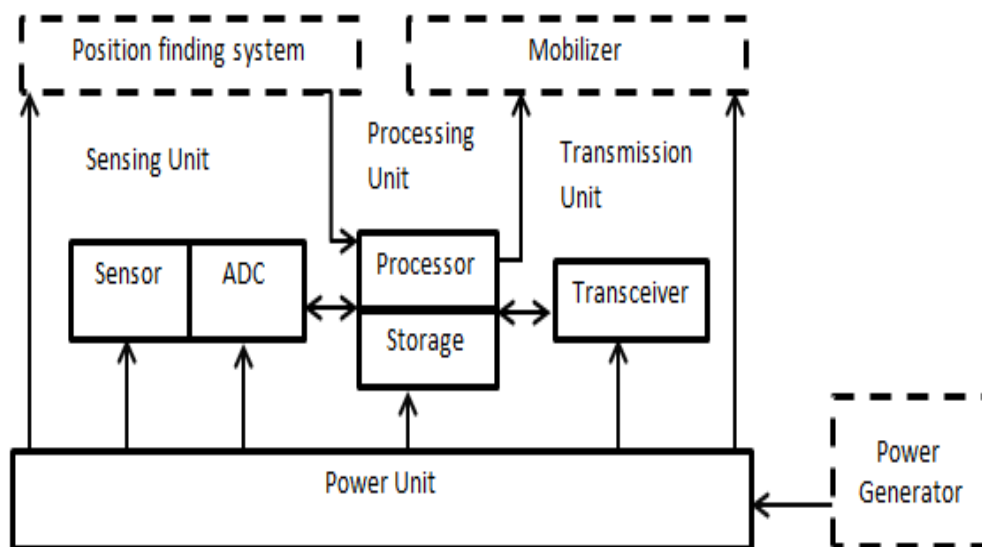 Position finding system
Mobilizer
Sensing Unit
Processing
Unit
Transmission
Unit
Sensor
ADC
Processor
Storage
Transceiver
Power Unit
Power
Generator